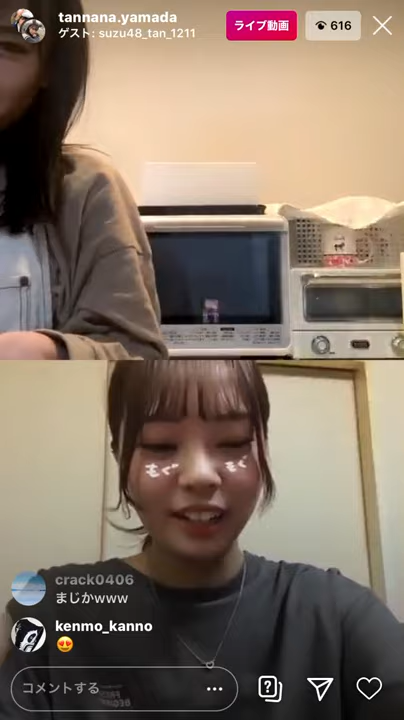 tannana.yamada
ゲスト: suzu48_tan_1211
ライブ動画
616
もぐ
もぐ
crack0406
まじかwww
kenmo_kanno
😍
コメントする